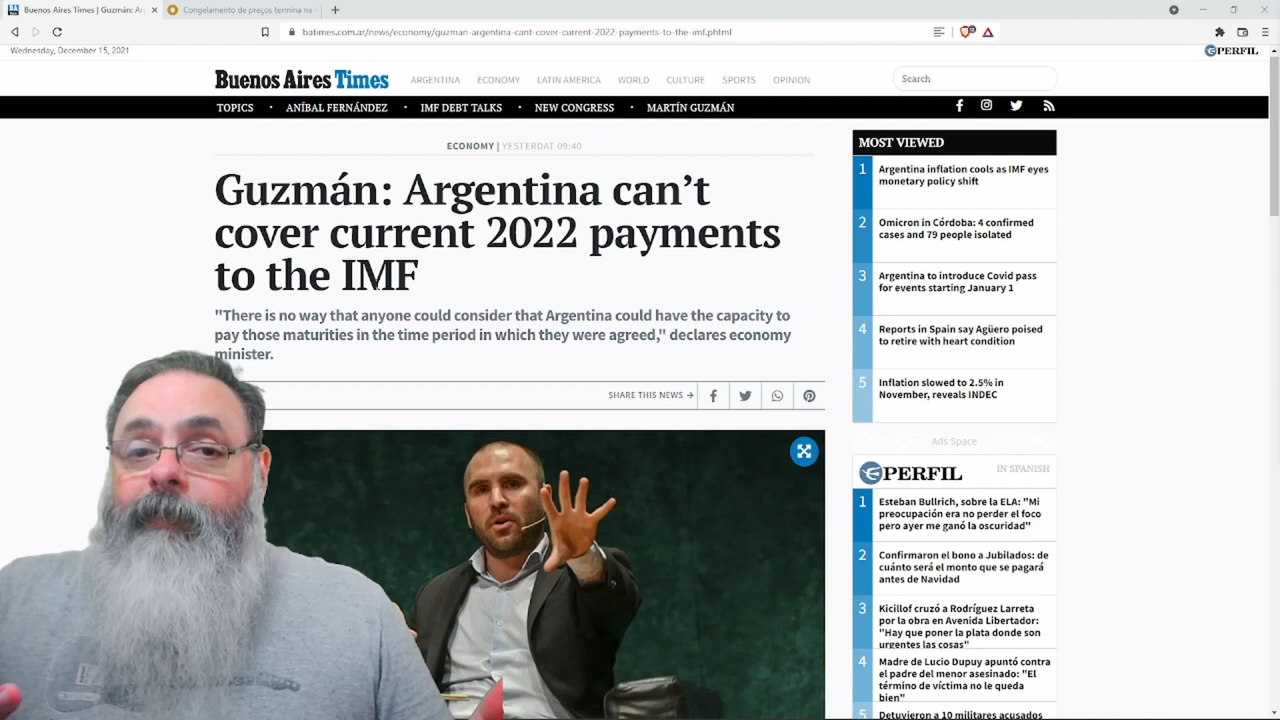 Buenos Aires Times | Guzmán: Ar
Congelamento de preços termina na
batimes.com.ar/news/economy/guzman-argentina-cant-cover-current-2022-payments-to-the-imf.phtml
Wednesday, December 15, 2021
PERFIL
Buenos Aires Times
ARGENTINA ECONOMY LATIN AMERICA WORLD CULTURE SPORTS OPINION
Search
TOPICS • ANÍBAL FERNÁNDEZ • IMF DEBT TALKS • NEW CONGRESS • MARTÍN GUZMÁN
ECONOMY | YESTERDAT 09:40
Guzmán: Argentina can’t
cover current 2022 payments
to the IMF
"There is no way that anyone could consider that Argentina could have the capacity to
pay those maturities in the time period in which they were agreed," declares economy
minister.
SHARE THIS NEWS
MOST VIEWED
1 Argentina inflation cools as IMF eyes
monetary policy shift
2 Omicron in Córdoba: 4 confirmed
cases and 79 people isolated
3 Argentina to introduce Covid pass
for events starting January 1
4 Reports in Spain say Agüero poised
to retire with heart condition
5 Inflation slowed to 2.5% in
November, reveals INDEC
Ads Space
PERFIL IN SPANISH
1 Esteban Bullrich, sobre la ELA: "Mi
preocupación era no perder el foco
pero ayer me ganó la oscuridad"
2 Confirmaron el bono a Jubilados: de
cuánto será el monto que se pagará
antes de Navidad
3 Kicillof cruzó a Rodríguez Larreta
por la obra en Avenida Libertador:
"Hay que poner la plata donde son
urgentes las cosas"
4 Madre de Lucio Dupuy apuntó contra
el padre del menor asesinado: "El
término de víctima no le queda
bien"
5 Detuvieron a 10 militares acusados